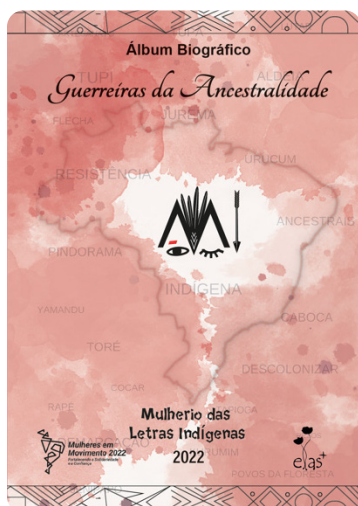 Álbum Biográfico
TUPI
ALDEIA
Guerreiras da Ancestralidade
FLECHA
JUREMA
URUCUM
RESISTÊNCIA
ANCESTRAIS
PINDORAMA
INDÍGENA
YAMANDU
CABOCA
TORÉ
DESCOLONIZAR
COCAR
RAPÉ
Mulherio das
Letras Indígenas
2022
Mulheres em
Movimento 2022
elas+
POVOS DA FLORESTA